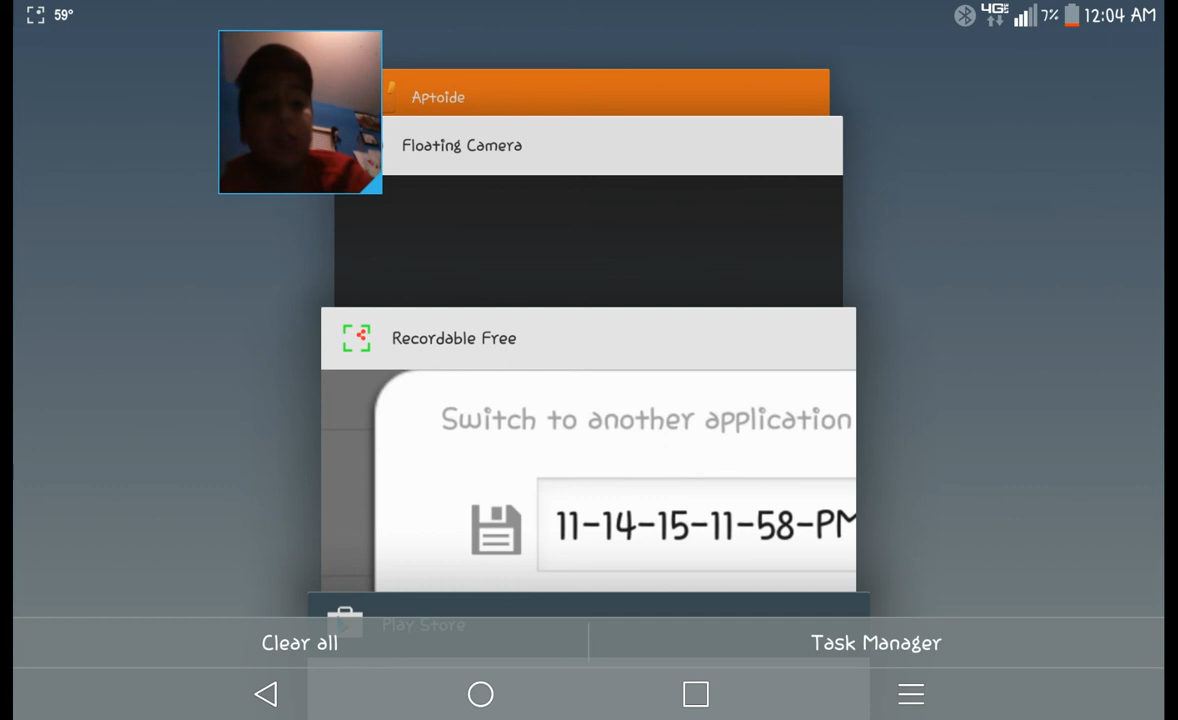 59°
4G LTE 7% 12:04 AM
Aptoide
Floating Camera
Recordable Free
Switch to another application
11-14-15-11-58-PM
Play Store
Clear all
Task Manager